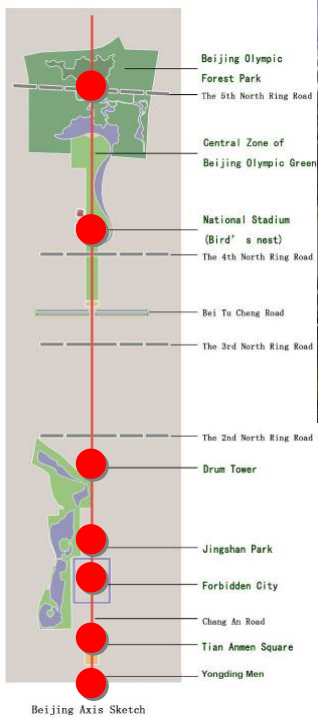 Beijing Olympic
Forest Park
The 5th North Ring Road
Central Zone of
Beijing Olympic Green
National Stadium
(Bird's nest)
The 4th North Ring Road
Bei Tu Cheng Road
The 3rd North Ring Road
The 2nd North Ring Road
Drum Tower
Jingshan Park
Forbidden City
Chang An Road
Tian Anmen Square
Yongding Men
Beijing Axis Sketch